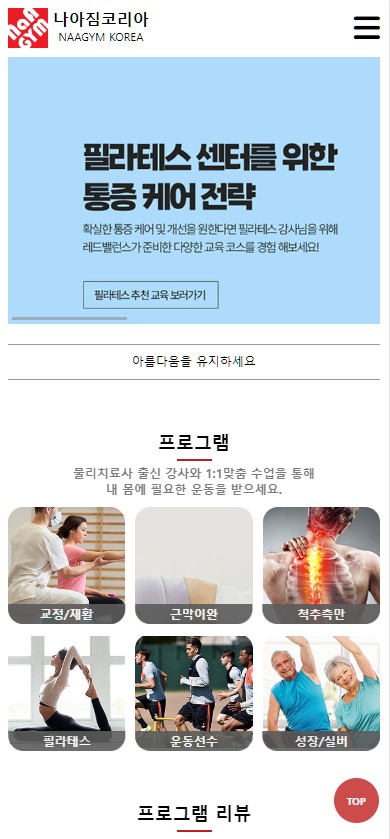 NAA
GYM
나아짐코리아
NAAGYM KOREA
필라테스 센터를 위한
통증 케어 전략
확실한 통증 케어 및 개선을 원한다면 필라테스 강사님을 위해
레드밸런스가 준비한 다양한 교육 코스를 경험 해보세요!
필라테스 추천 교육 보러가기
아름다움을 유지하세요
프로그램
물리치료사 출신 강사와 1:1맞춤 수업을 통해
내 몸에 필요한 운동을 받으세요.
교정/재활
근막이완
척추측만
필라테스
운동선수
성장/실버
TOP
프로그램 리뷰